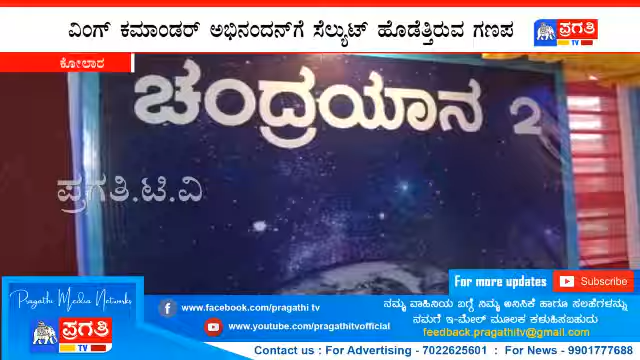 ವಿಂಗ್ ಕಮಾಂಡರ್ ಅಭಿನಂದನ್‌ಗೆ ಸೆಲ್ಯುಟ್ ಹೊಡೆತ್ತಿರುವ ಗಣಪ
ಪ್ರಗತಿ
TV
ಕೋಲಾರ
ಚಂದ್ರಯಾನ 2
ಪ್ರಗತಿ.ಟಿ.ವಿ
For more updates
Subscribe
Pragathi Media Networks
www.facebook.com/pragathi tv
www.youtube.com/pragathitvofficial
ನಮ್ಮ ವಾಹಿನಿಯ ಬಗ್ಗೆ ನಿಮ್ಮ ಅನಿಸಿಕೆ ಹಾಗೂ ಸಲಹೆಗಳನ್ನು
ನಮಗೆ ಇ-ಮೇಲ್ ಮೂಲಕ ಕಳುಹಿಸಬಹುದು
feedback.pragathitv@gmail.com
ಪ್ರಗತಿ
TV
Contact us : For Advertising - 7022625601 : For News - 9901777688